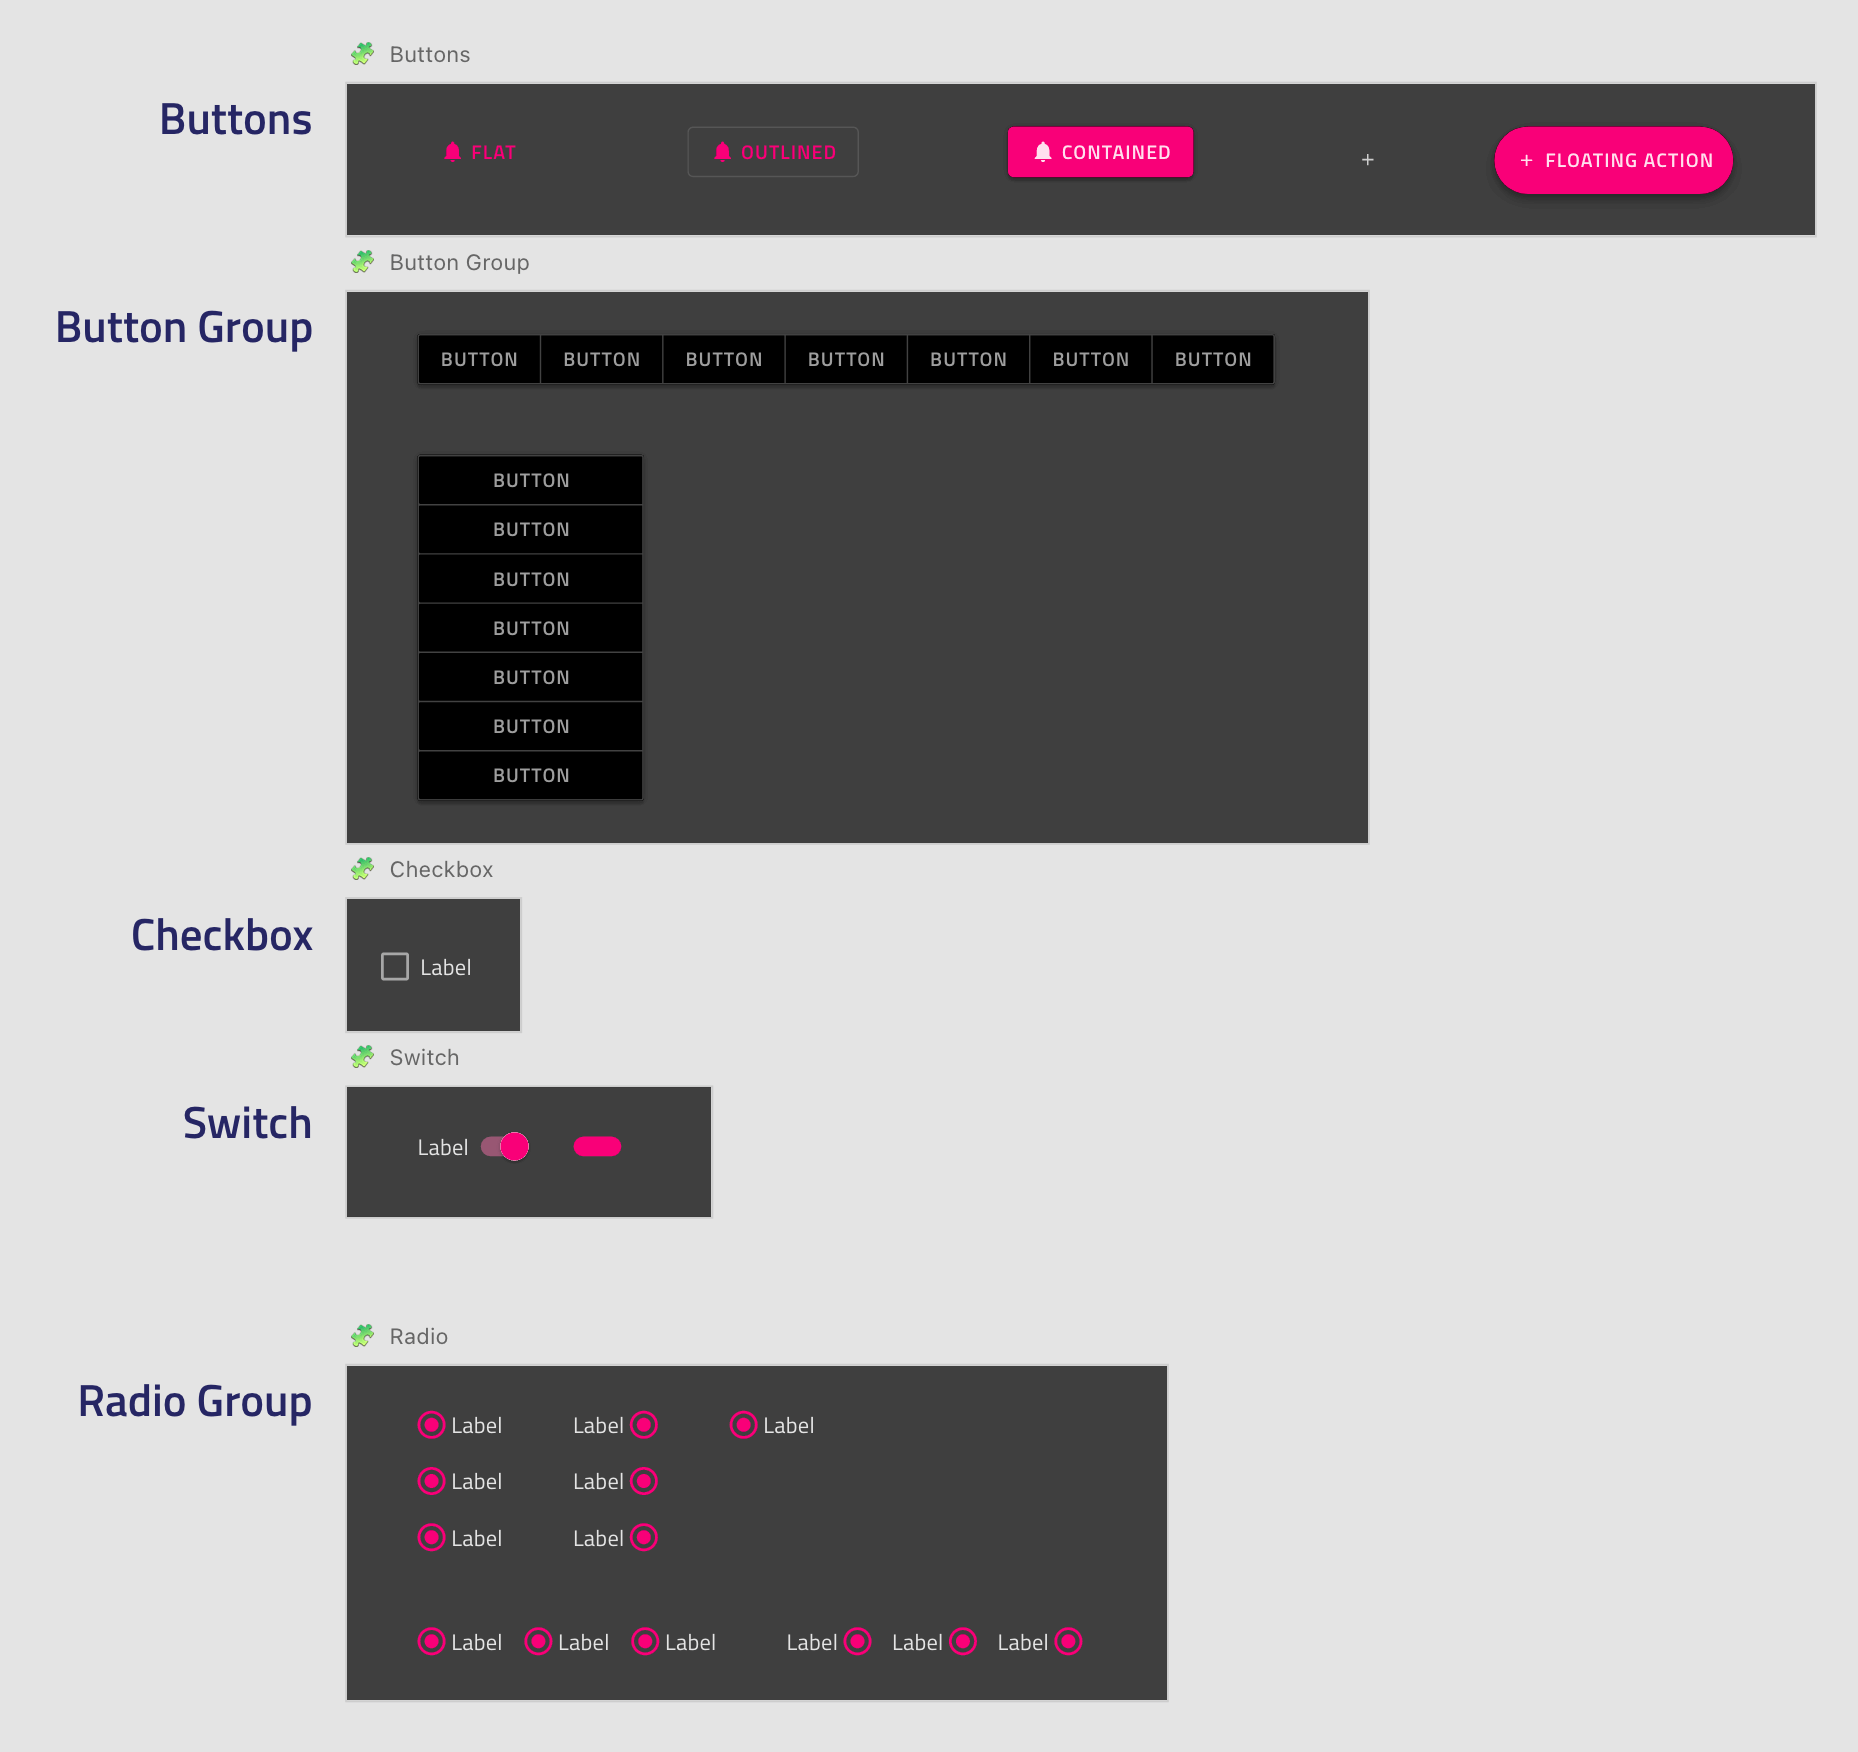 Buttons
Buttons
FLAT
OUTLINED
CONTAINED
+
+ FLOATING ACTION
Button Group
Button Group
BUTTON BUTTON BUTTON BUTTON BUTTON BUTTON BUTTON
BUTTON
BUTTON
BUTTON
BUTTON
BUTTON
BUTTON
BUTTON
Checkbox
Checkbox
Label
Switch
Switch
Label
Radio
Radio Group
Label Label Label
Label Label
Label Label
Label Label Label Label Label Label